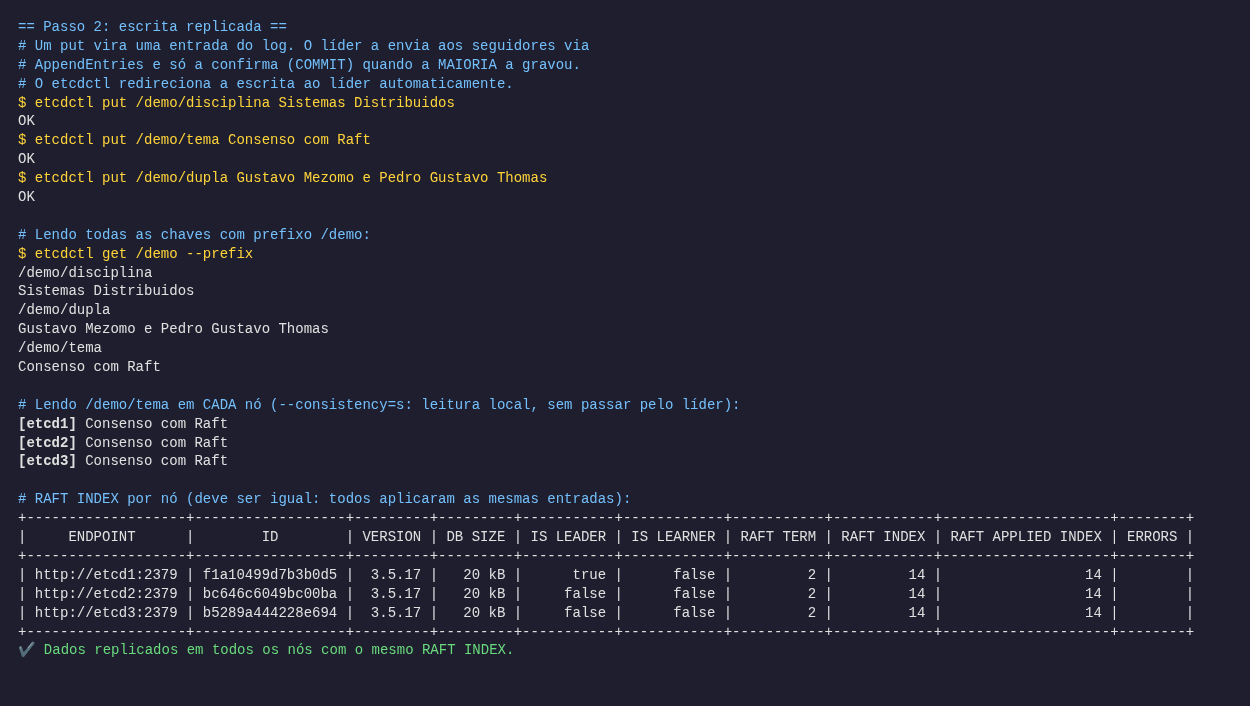 == Passo 2: escrita replicada ==
# Um put vira uma entrada do log. O líder a envia aos seguidores via
# AppendEntries e só a confirma (COMMIT) quando a MAIORIA a gravou.
# O etcdctl redireciona a escrita ao líder automaticamente.
$ etcdctl put /demo/disciplina Sistemas Distribuidos
OK
$ etcdctl put /demo/tema Consenso com Raft
OK
$ etcdctl put /demo/dupla Gustavo Mezomo e Pedro Gustavo Thomas
OK

# Lendo todas as chaves com prefixo /demo:
$ etcdctl get /demo --prefix
/demo/disciplina
Sistemas Distribuidos
/demo/dupla
Gustavo Mezomo e Pedro Gustavo Thomas
/demo/tema
Consenso com Raft

# Lendo /demo/tema em CADA nó (--consistency=s: leitura local, sem passar pelo líder):
[etcd1] Consenso com Raft
[etcd2] Consenso com Raft
[etcd3] Consenso com Raft

# RAFT INDEX por nó (deve ser igual: todos aplicaram as mesmas entradas):
+-------------------+------------------+---------+---------+-----------+------------+-----------+------------+--------------------+--------+
|     ENDPOINT      |        ID        | VERSION | DB SIZE | IS LEADER | IS LEARNER | RAFT TERM | RAFT INDEX | RAFT APPLIED INDEX | ERRORS |
+-------------------+------------------+---------+---------+-----------+------------+-----------+------------+--------------------+--------+
| http://etcd1:2379 | f1a10499d7b3b0d5 |  3.5.17 |   20 kB |      true |      false |         2 |         14 |                 14 |        |
| http://etcd2:2379 | bc646c6049bc00ba |  3.5.17 |   20 kB |     false |      false |         2 |         14 |                 14 |        |
| http://etcd3:2379 | b5289a444228e694 |  3.5.17 |   20 kB |     false |      false |         2 |         14 |                 14 |        |
+-------------------+------------------+---------+---------+-----------+------------+-----------+------------+--------------------+--------+
✔ Dados replicados em todos os nós com o mesmo RAFT INDEX.